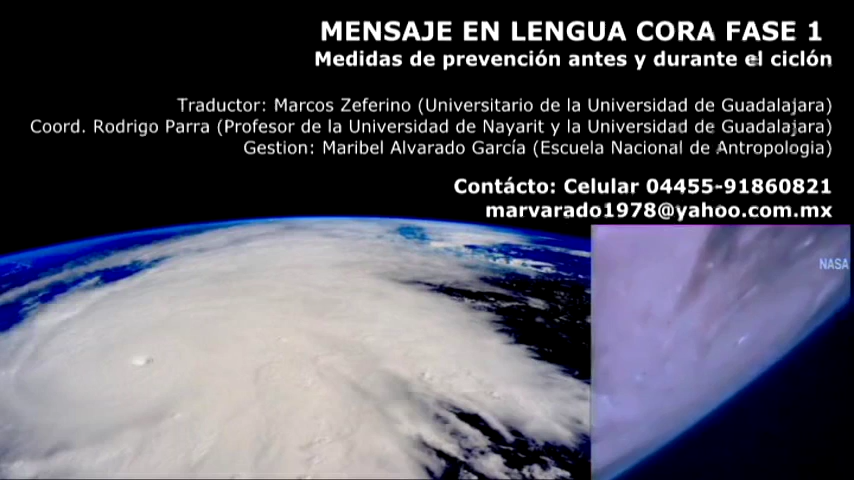 MENSAJE EN LENGUA CORA FASE 1
Medidas de prevención antes y durante el ciclón
Traductor: Marcos Zeferino (Universitario de la Universidad de Guadalajara)
Coord. Rodrigo Parra (Profesor de la Universidad de Nayarit y la Universidad de Guadalajara)
Gestion: Maribel Alvarado García (Escuela Nacional de Antropologia)
Contácto: Celular 04455-91860821
marvarado1978@yahoo.com.mx
NASA